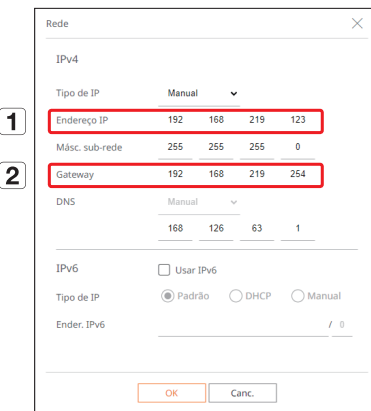 Rede
IPv4
Tipo de IP Manual
1 Endereço IP 192 168 219 123
Másc. sub-rede 255 255 255 0
2 Gateway 192 168 219 254
DNS Manual
168 126 63 1
IPv6 Usar IPv6
Tipo de IP Padrão DHCP Manual
Ender. IPv6 / 0
OK Canc.